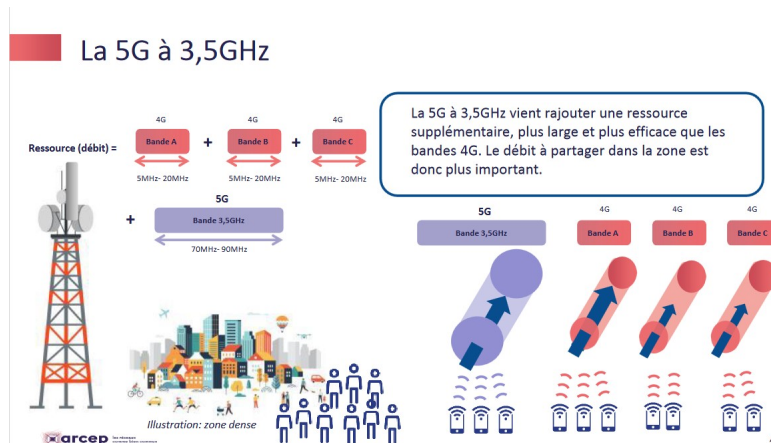 La 5G à 3,5GHz
4G
4G
4G
Ressource (débit) =
Bande A
+
Bande B
+
Bande C
5MHz- 20MHz
5MHz- 20MHz
5MHz- 20MHz
5G
+
Bande 3,5GHz
70MHz- 90MHz
La 5G à 3,5GHz vient rajouter une ressource
supplémentaire, plus large et plus efficace que les
bandes 4G. Le débit à partager dans la zone est
donc plus important.
5G
4G
4G
4G
Bande 3,5GHz
Bande A
Bande B
Bande C
Illustration: zone dense
arcep